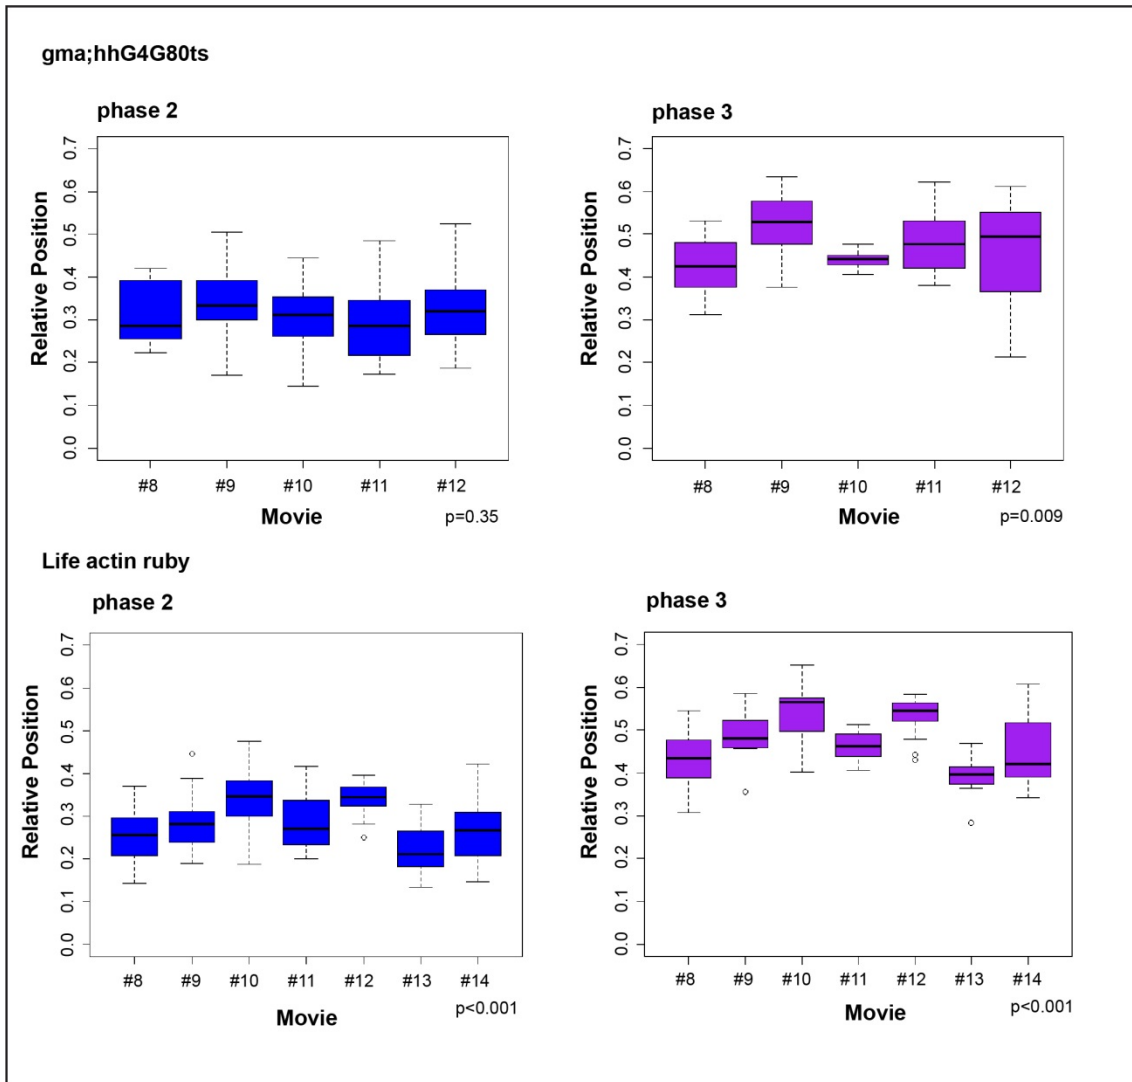 gma;hhG4G80ts
phase 2
0.7
0.6
0.5
0.4
0.3
0.2
0.1
0.0
Relative Position
#8 #9 #10 #11 #12
Movie
p=0.35
phase 3
0.7
0.6
0.5
0.4
0.3
0.2
0.1
0.0
Relative Position
#8 #9 #10 #11 #12
Movie
p=0.009
Life actin ruby
phase 2
0.7
0.6
0.5
0.4
0.3
0.2
0.1
0.0
Relative Position
#8 #9 #10 #11 #12 #13 #14
Movie
p<0.001
phase 3
0.7
0.6
0.5
0.4
0.3
0.2
0.1
0.0
Relative Position
#8 #9 #10 #11 #12 #13 #14
Movie
p<0.001